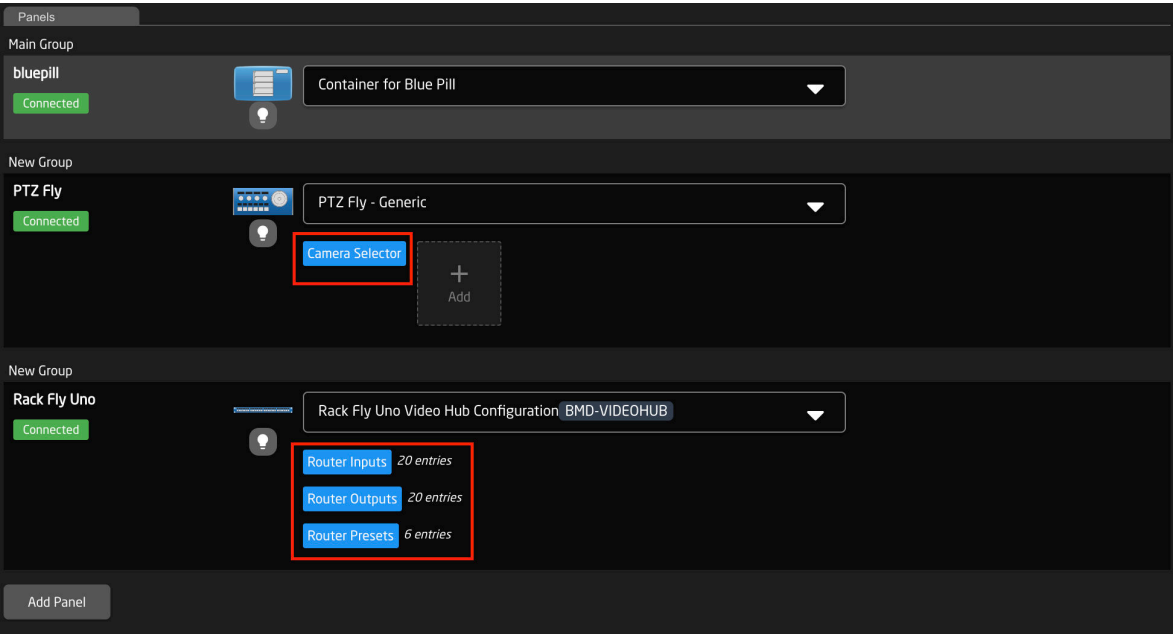 Panels
Main Group
bluepill
Connected
Container for Blue Pill
New Group
PTZ Fly
Connected
PTZ Fly - Generic
Camera Selector
+
Add
New Group
Rack Fly Uno
Connected
Rack Fly Uno Video Hub Configuration BMD-VIDEOHUB
Router Inputs 20 entries
Router Outputs 20 entries
Router Presets 6 entries
Add Panel